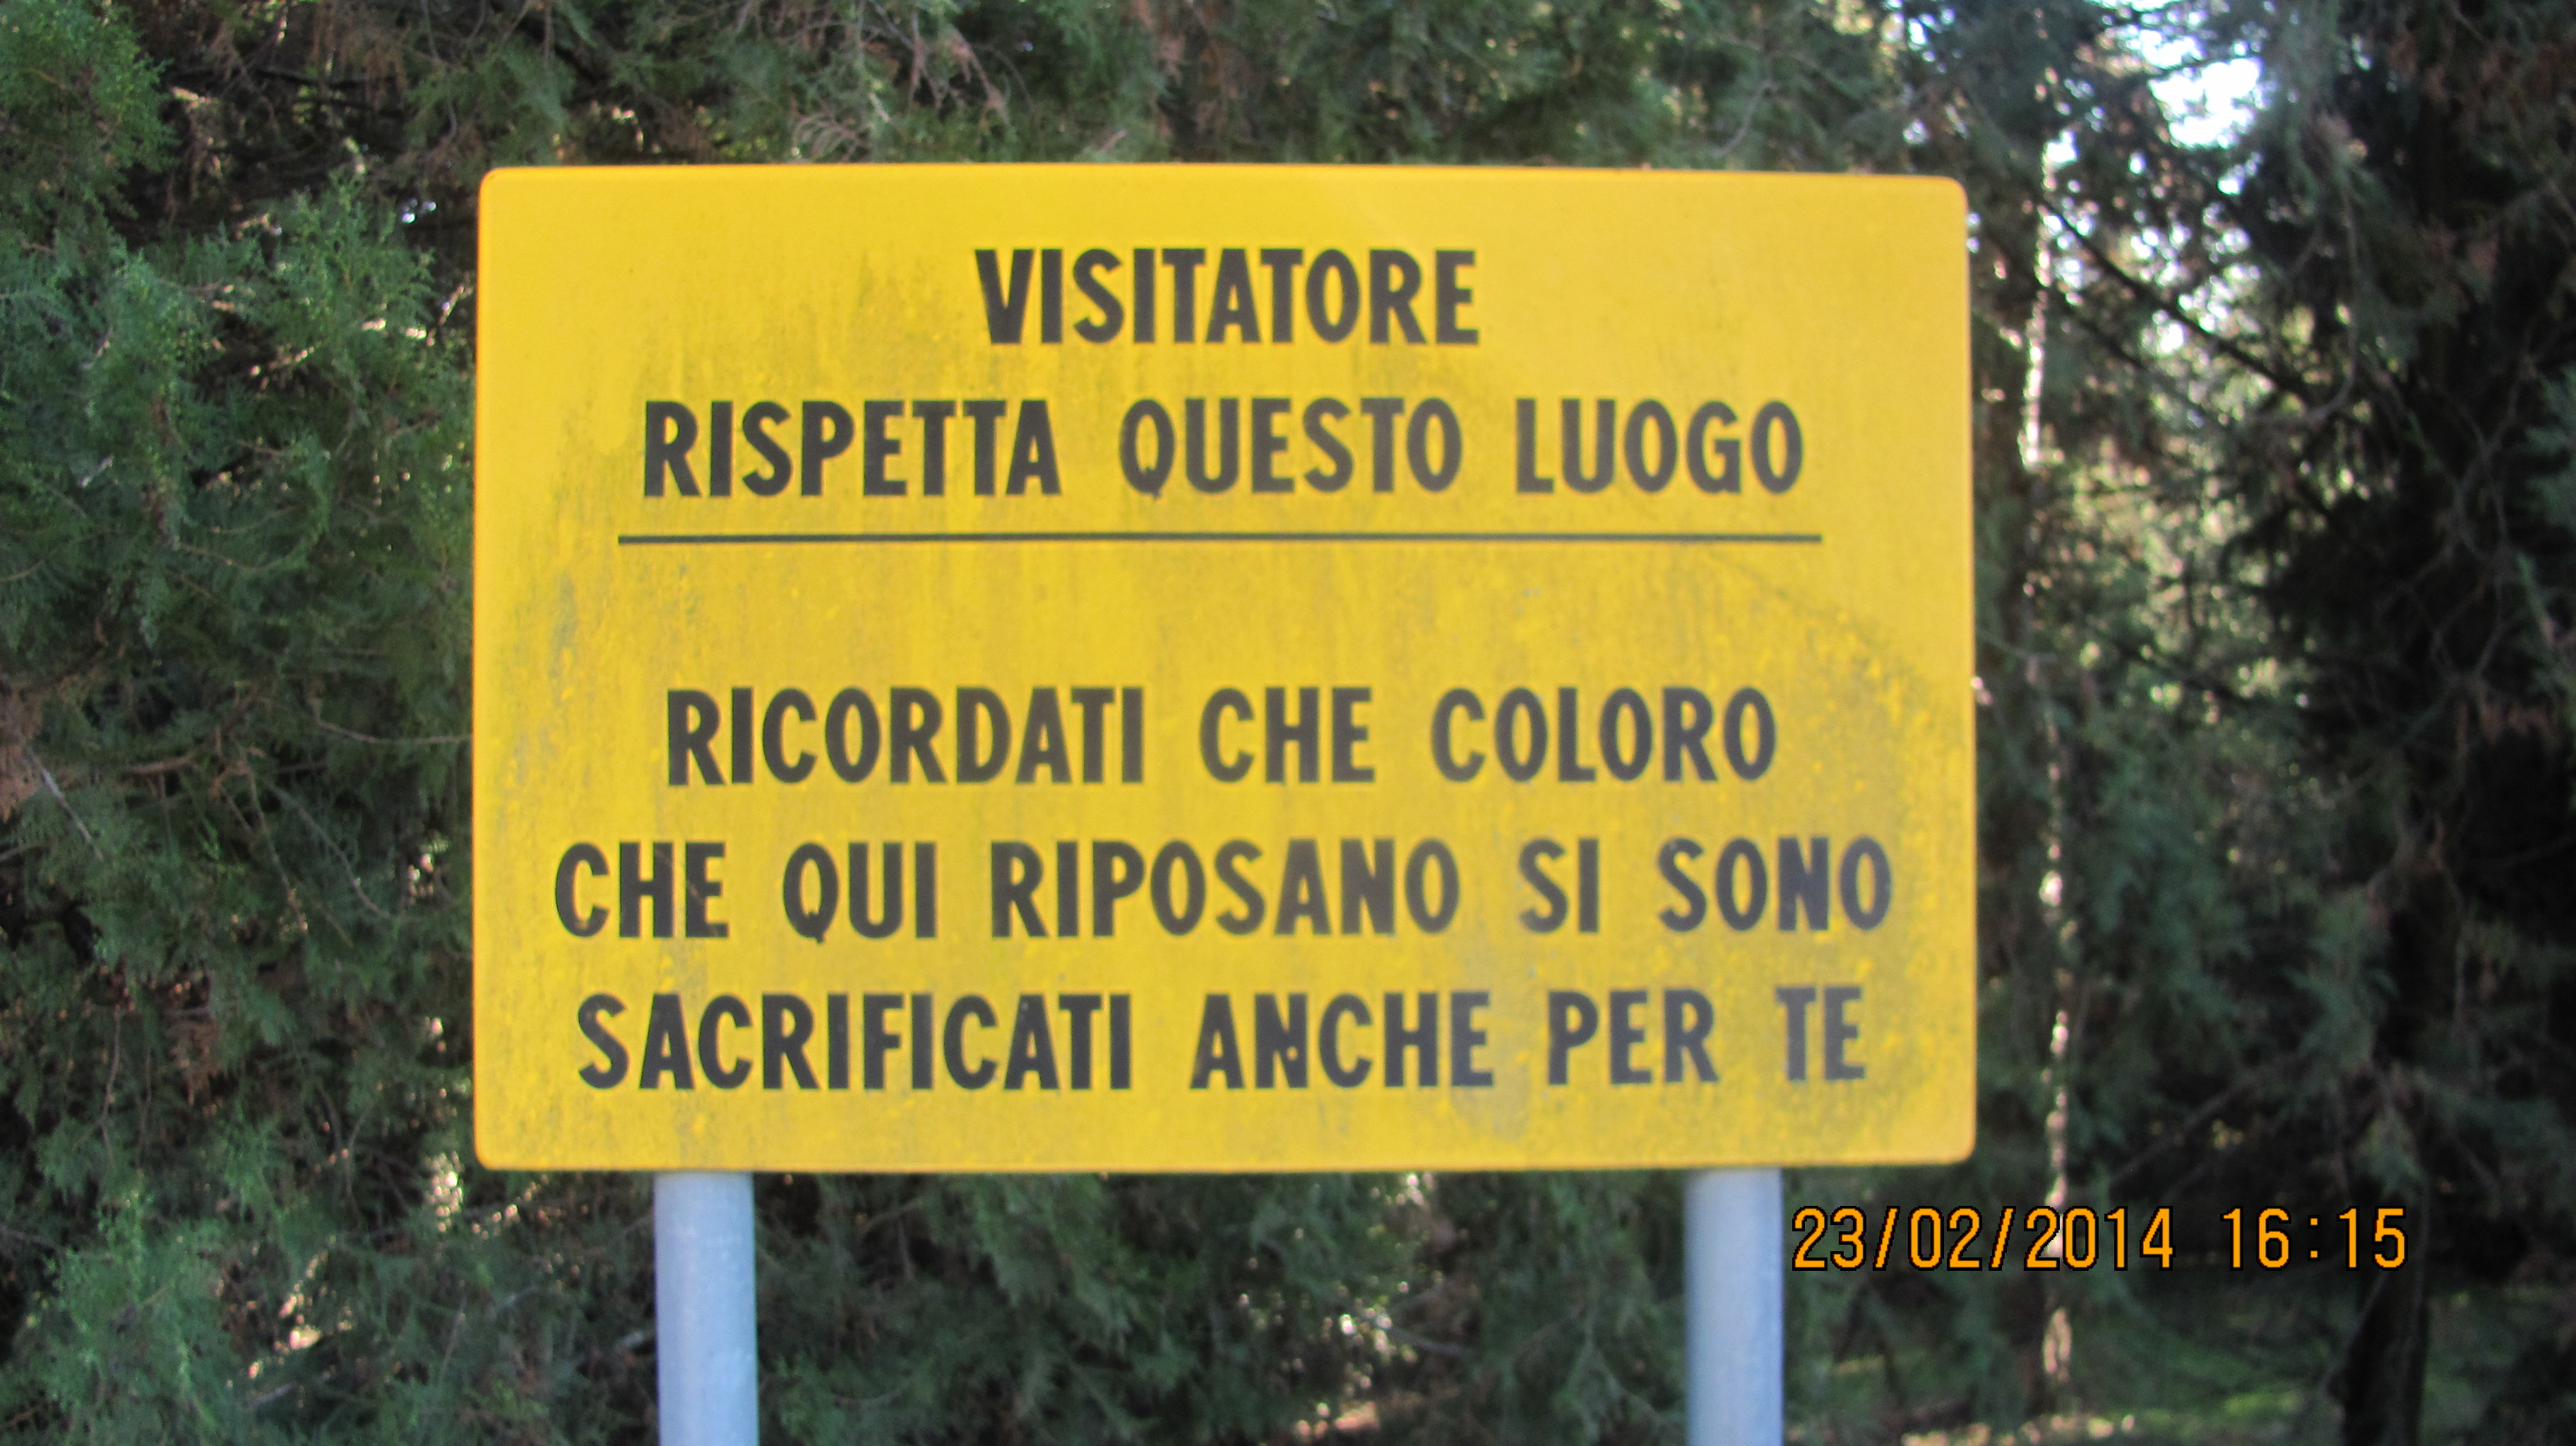 VISITATORE
RISPETTA QUESTO LUOGO
RICORDATI CHE COLORO
CHE QUI RIPOSANO SI SONO
SACRIFICATI ANCHE PER TE
23/02/2014 16:15